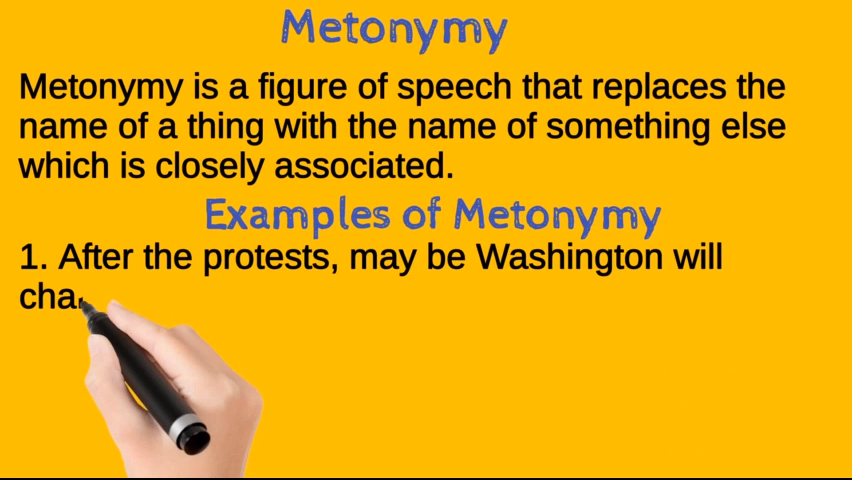 Metonymy
Metonymy is a figure of speech that replaces the
name of a thing with the name of something else
which is closely associated.
Examples of Metonymy
1. After the protests, may be Washington will
cha